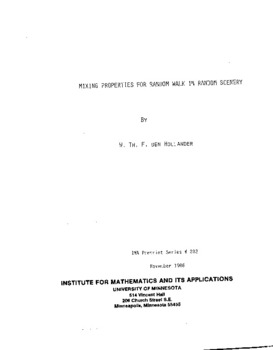 MIXING PROPERTIES FOR RANDOM WALK IN RANDOM SCENERY
BY
W. TH. F. DEN HOLLANDER
IMA Preprint Series #
November 1986
INSTITUTE FOR MATHEMATICS AND ITS APPLICATIONS
UNIVERSITY OF MINNESOTA
514 Vincent Hall
206 Church Street S.E.
Minneapolis, Minnesota 55455